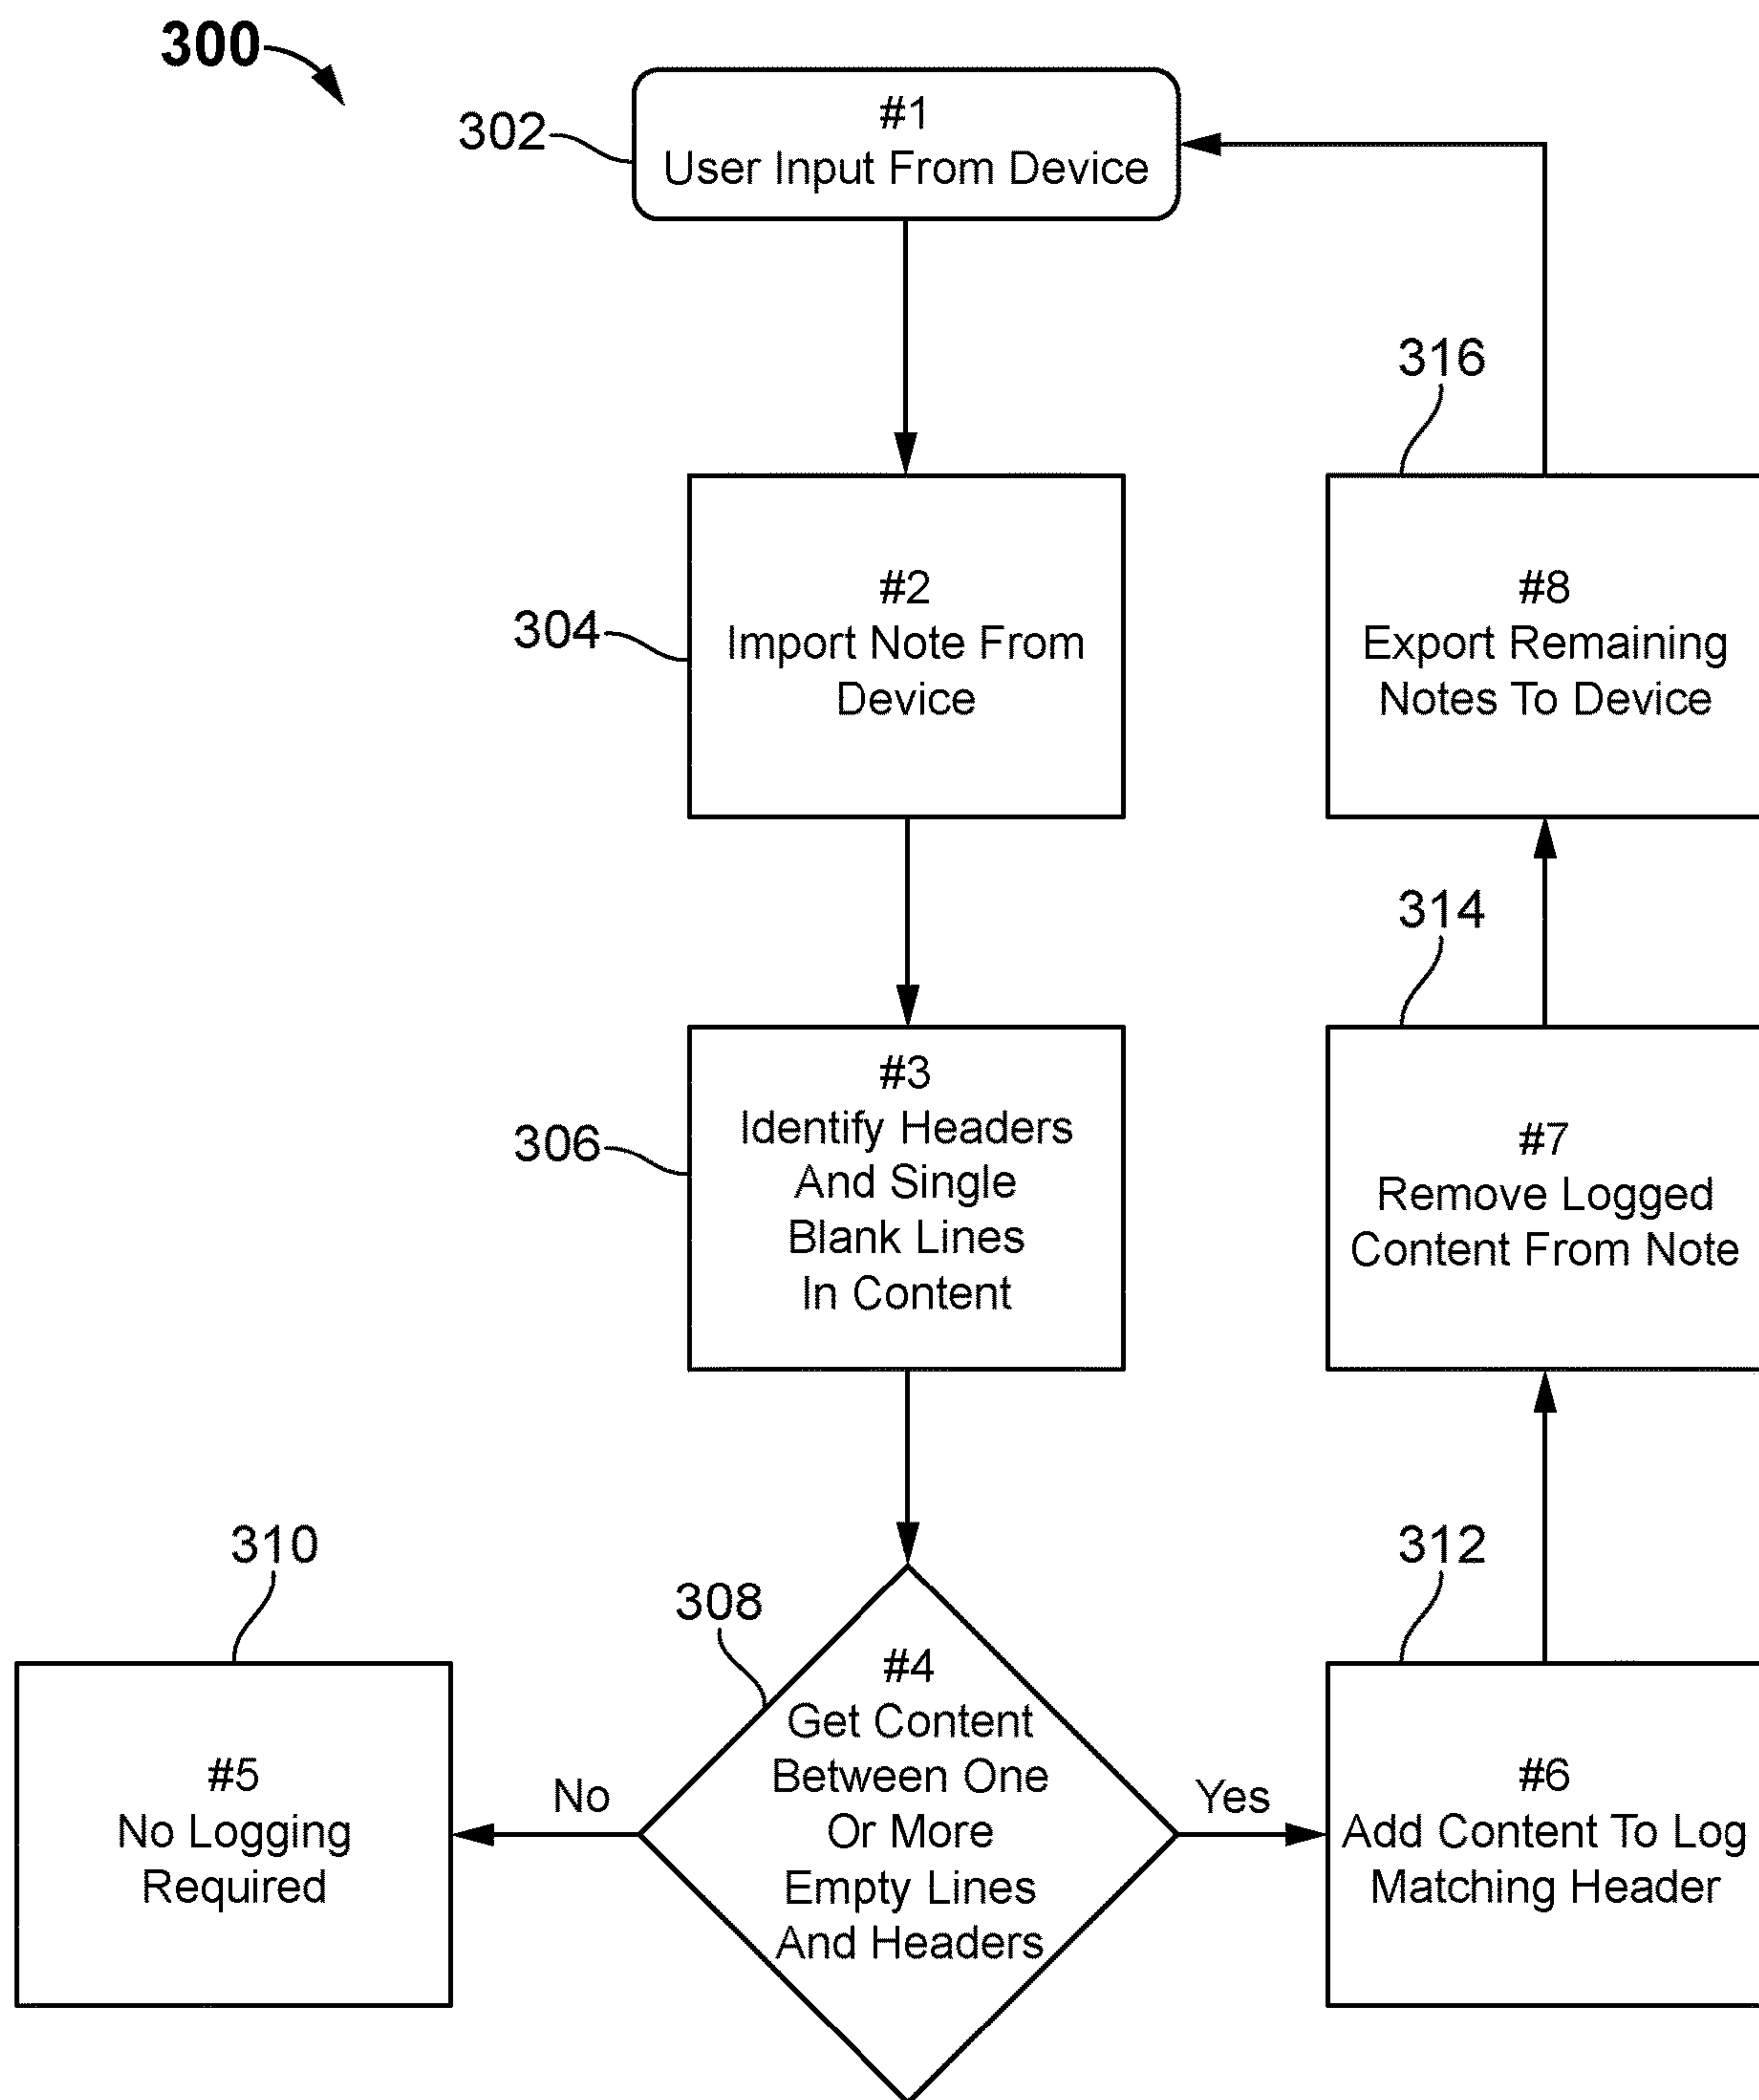 300
302
#1
User Input From Device
316
304
#2
Import Note From
Device
#8
Export Remaining
Notes To Device
314
306
#3
Identify Headers
And Single
Blank Lines
In Content
#7
Remove Logged
Content From Note
310
308
312
#5
No Logging
Required
No
#4
Get Content
Between One
Or More
Empty Lines
And Headers
Yes
#6
Add Content To Log
Matching Header